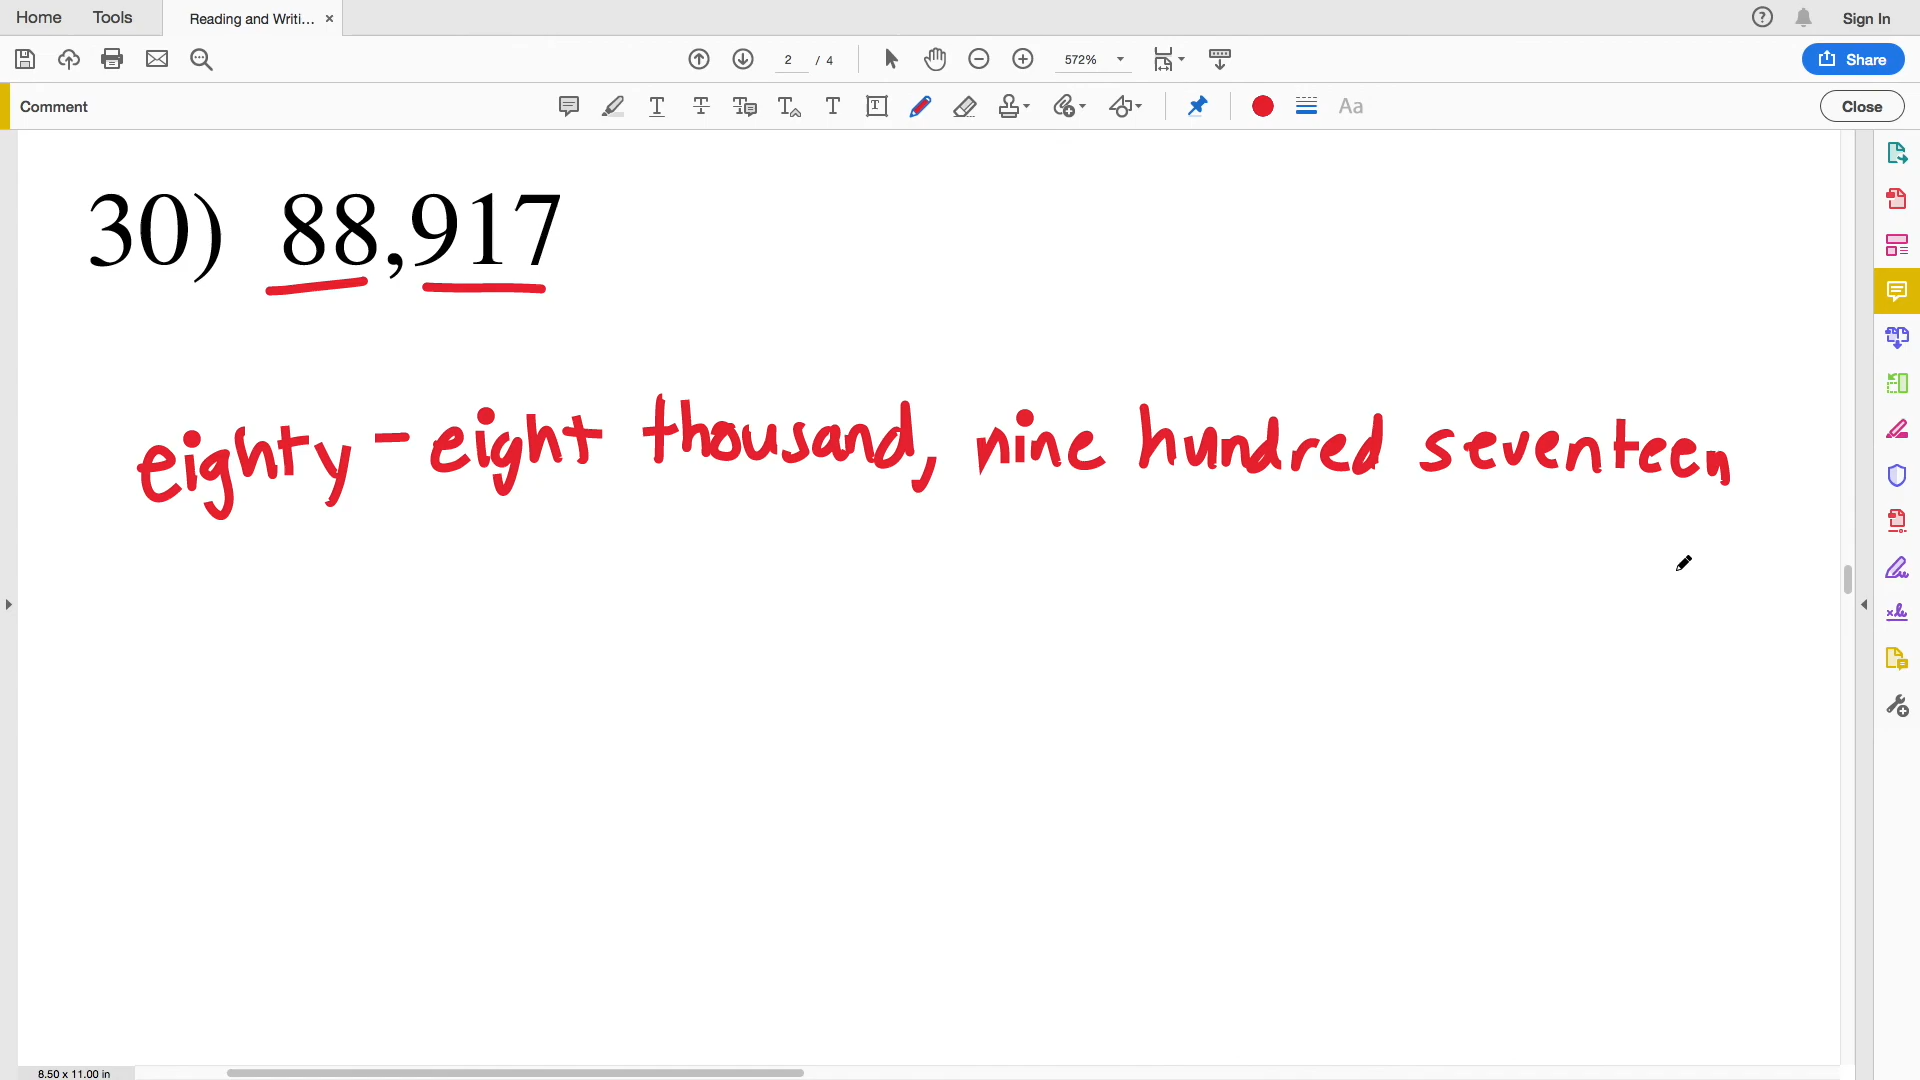 Home Tools Reading and Writi... × Sign In
2 / 4 572% Share
Comment T T T T T T Aa Close
30) 88,917
eighty-eight thousand, nine hundred seventeen
8.50 x 11.00 in